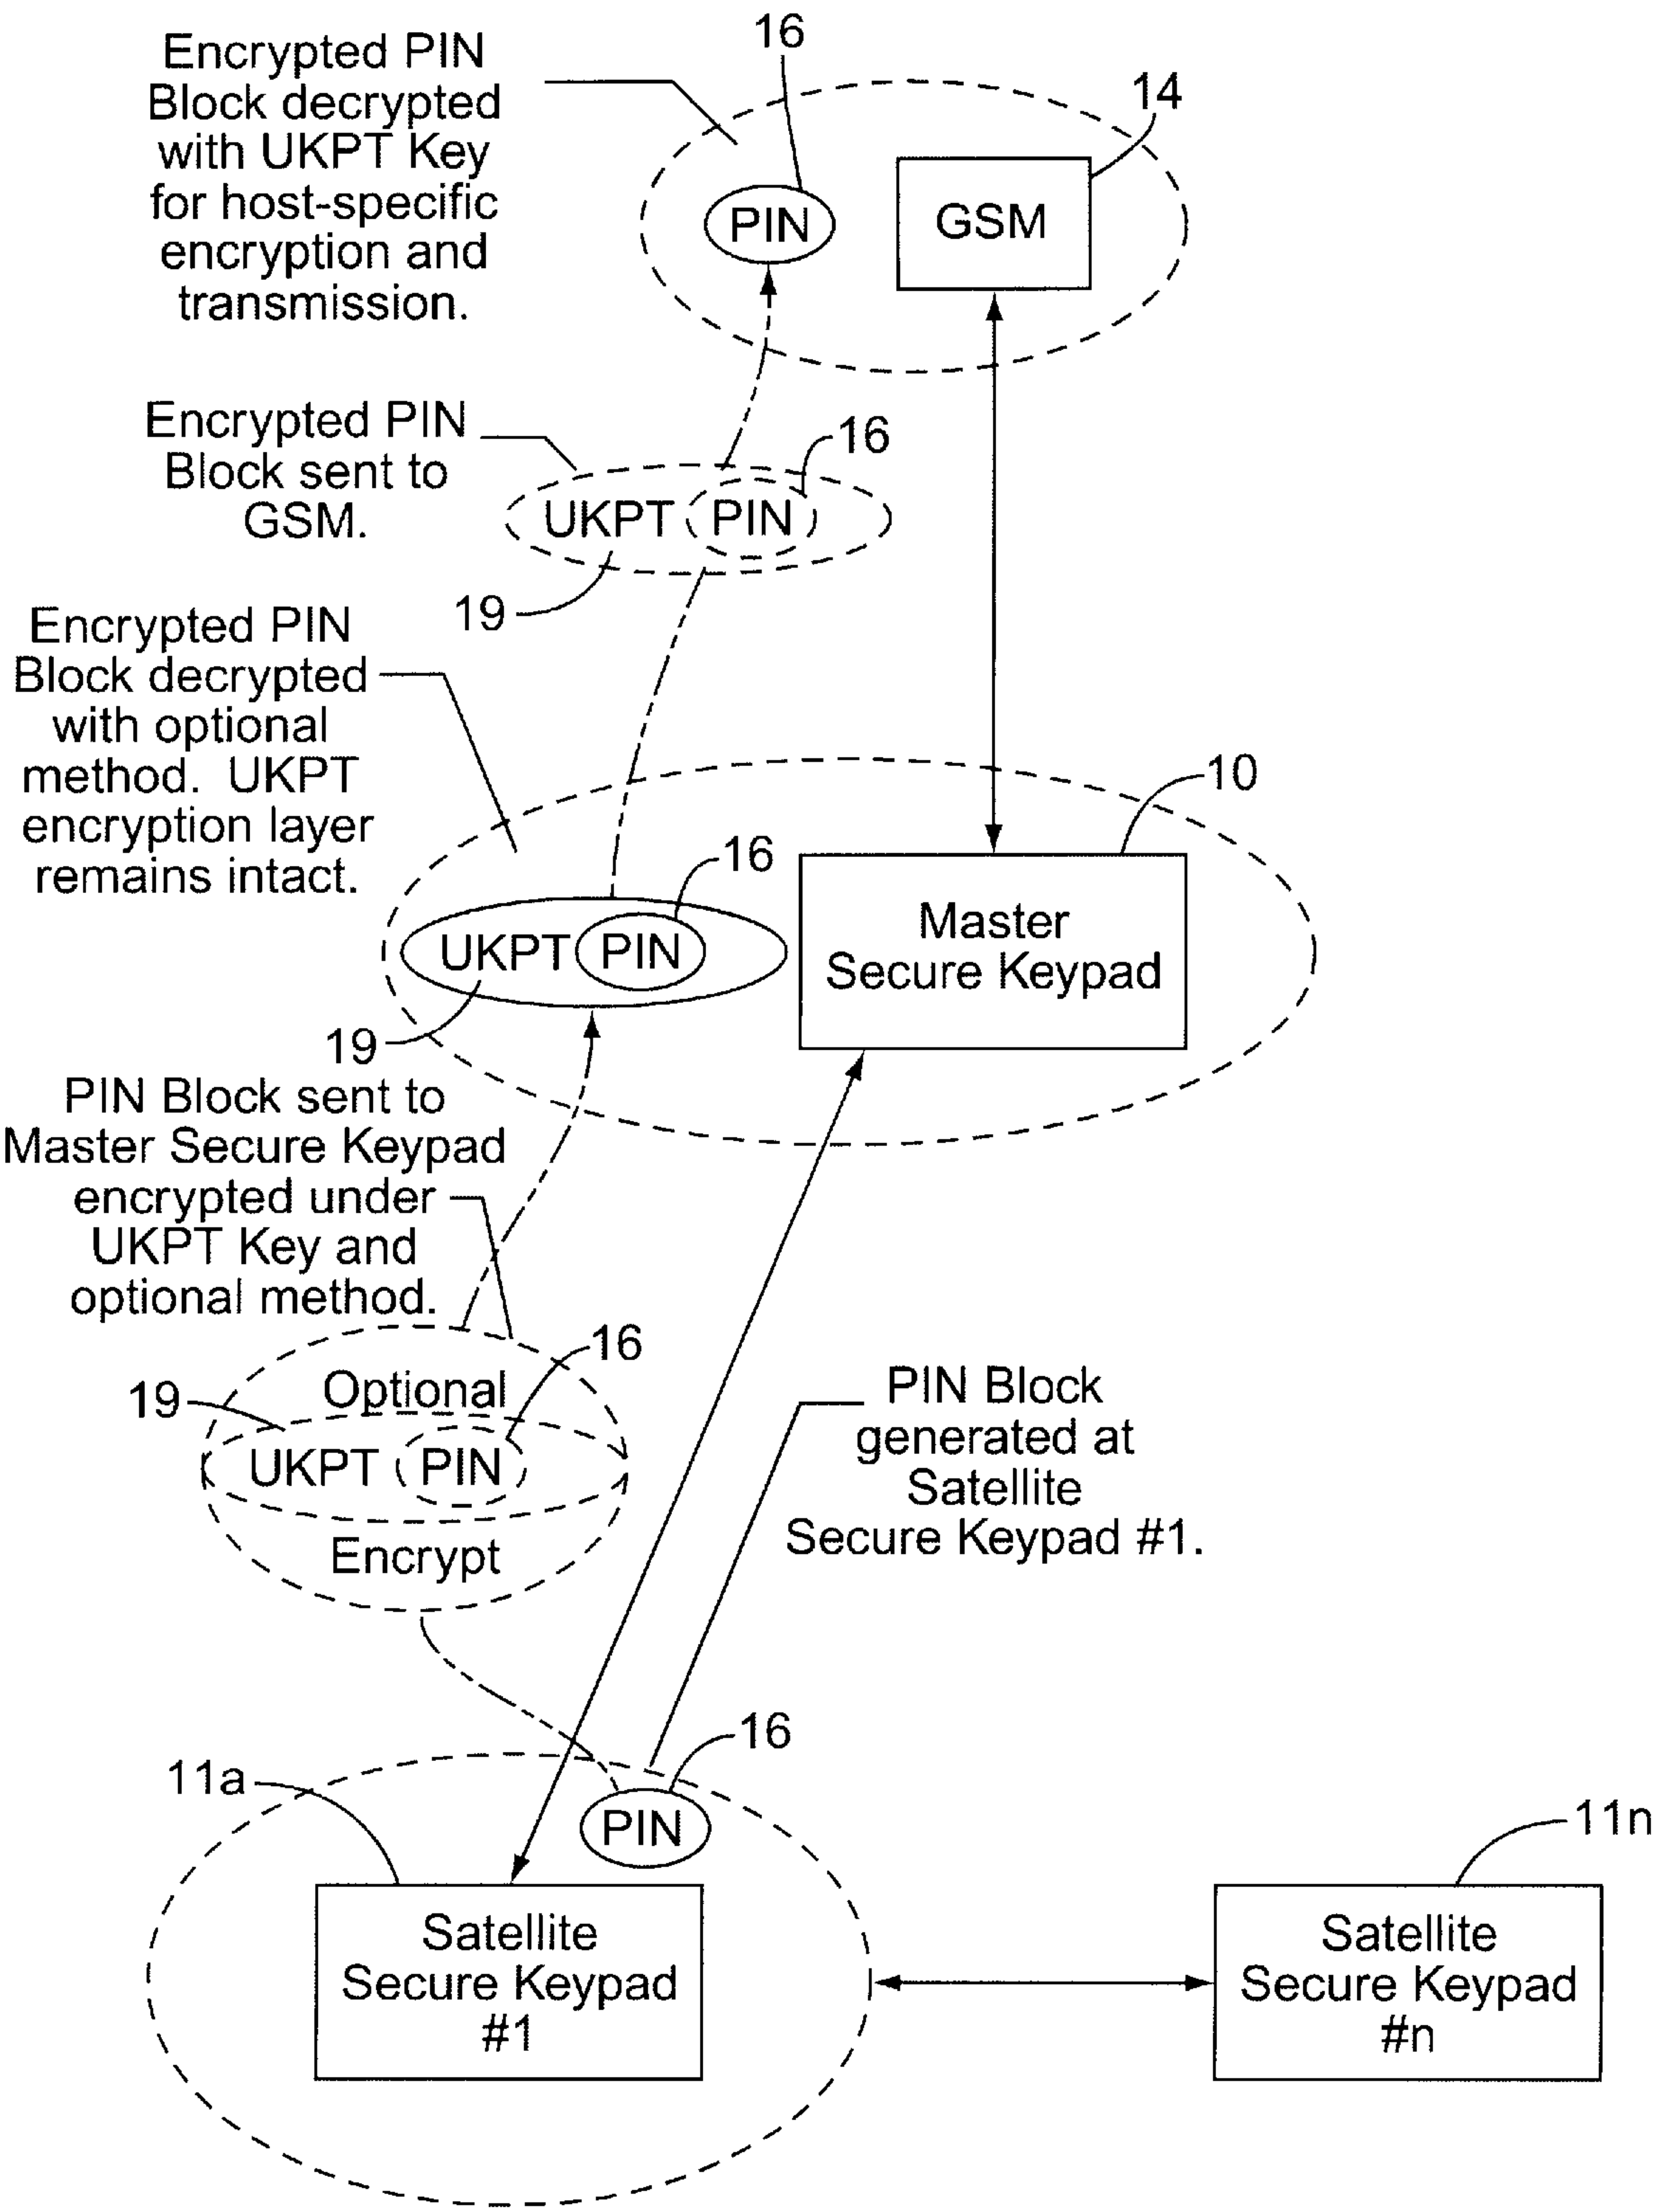 16
Encrypted PIN
Block decrypted
with UKPT Key
for host-specific
encryption and
transmission.
14
PIN
GSM
Encrypted PIN
Block sent to
GSM.
16
UKPT
PIN
19
Encrypted PIN
Block decrypted
with optional
method. UKPT
encryption layer
remains intact.
10
16
UKPT
PIN
Master
Secure Keypad
19
PIN Block sent to
Master Secure Keypad
encrypted under
UKPT Key and
optional method.
16
19
Optional
UKPT
PIN
Encrypt
PIN Block
generated at
Satellite
Secure Keypad #1.
16
11a
PIN
11n
Satellite
Secure Keypad
#1
Satellite
Secure Keypad
#n